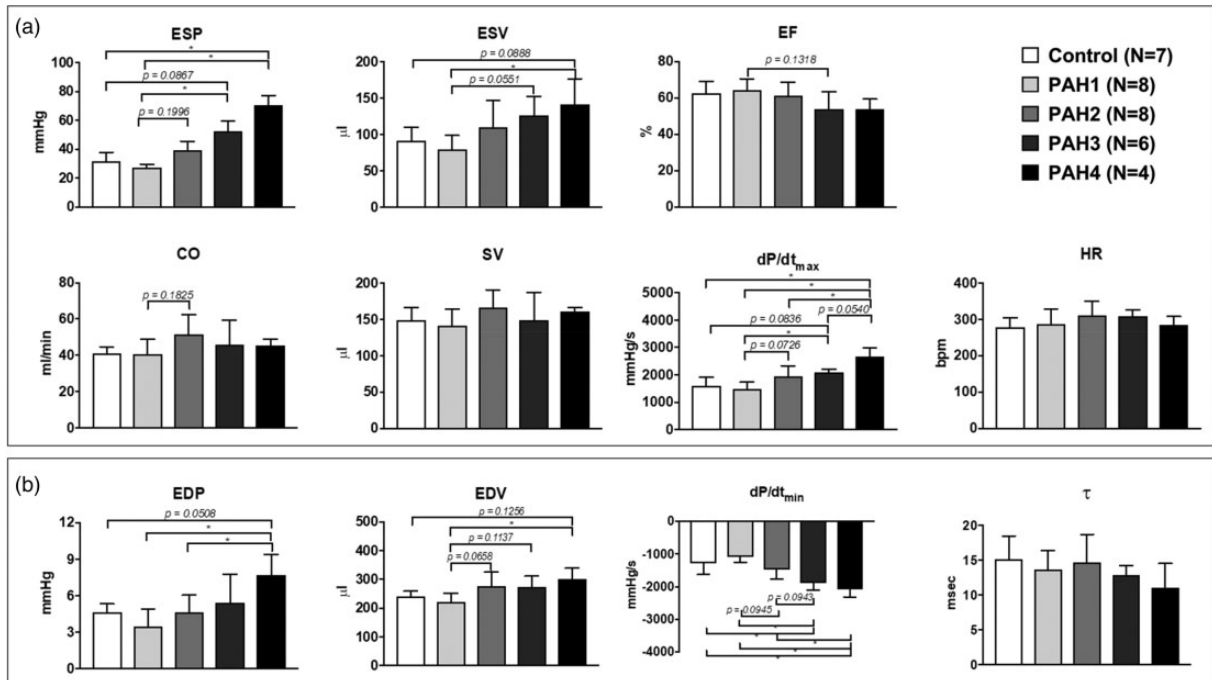 (a)
ESP
mmHg
100
80
60
40
20
0
*
*
p = 0.0867
*
p = 0.1996
ESV
µl
200
150
100
50
0
p = 0.0888
*
p = 0.0551
EF
%
80
60
40
20
0
p = 0.1318
Control (N=7)
PAH1 (N=8)
PAH2 (N=8)
PAH3 (N=6)
PAH4 (N=4)
CO
ml/min
80
60
40
20
0
p = 0.1825
SV
µl
200
150
100
50
0
dP/dtmax
mmHg/s
5000
4000
3000
2000
1000
0
*
*
*
p = 0.0836
p = 0.0540
*
p = 0.0726
HR
bpm
400
300
200
100
0
(b)
EDP
mmHg
12
9
6
3
0
p = 0.0508
*
*
EDV
µl
500
400
300
200
100
0
p = 0.1256
*
p = 0.1137
p = 0.0658
dP/dtmin
mmHg/s
0
-1000
-2000
-3000
-4000
p = 0.0943
p = 0.0945
*
*
*
*
*
τ
msec
20
15
10
5
0